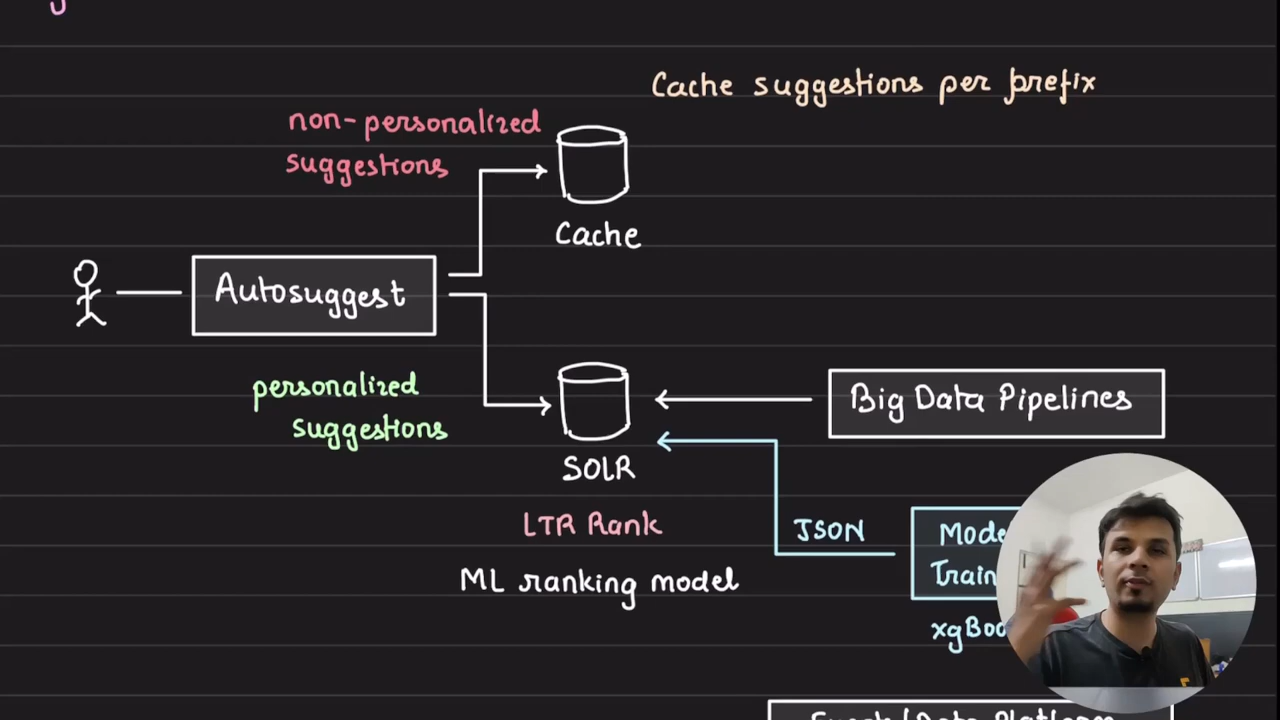 Cache suggestions per prefix
non-personalized
suggestions
Cache
Autosuggest
personalized
suggestions
SOLR
Big Data Pipelines
LTR Rank
ML ranking model
JSON